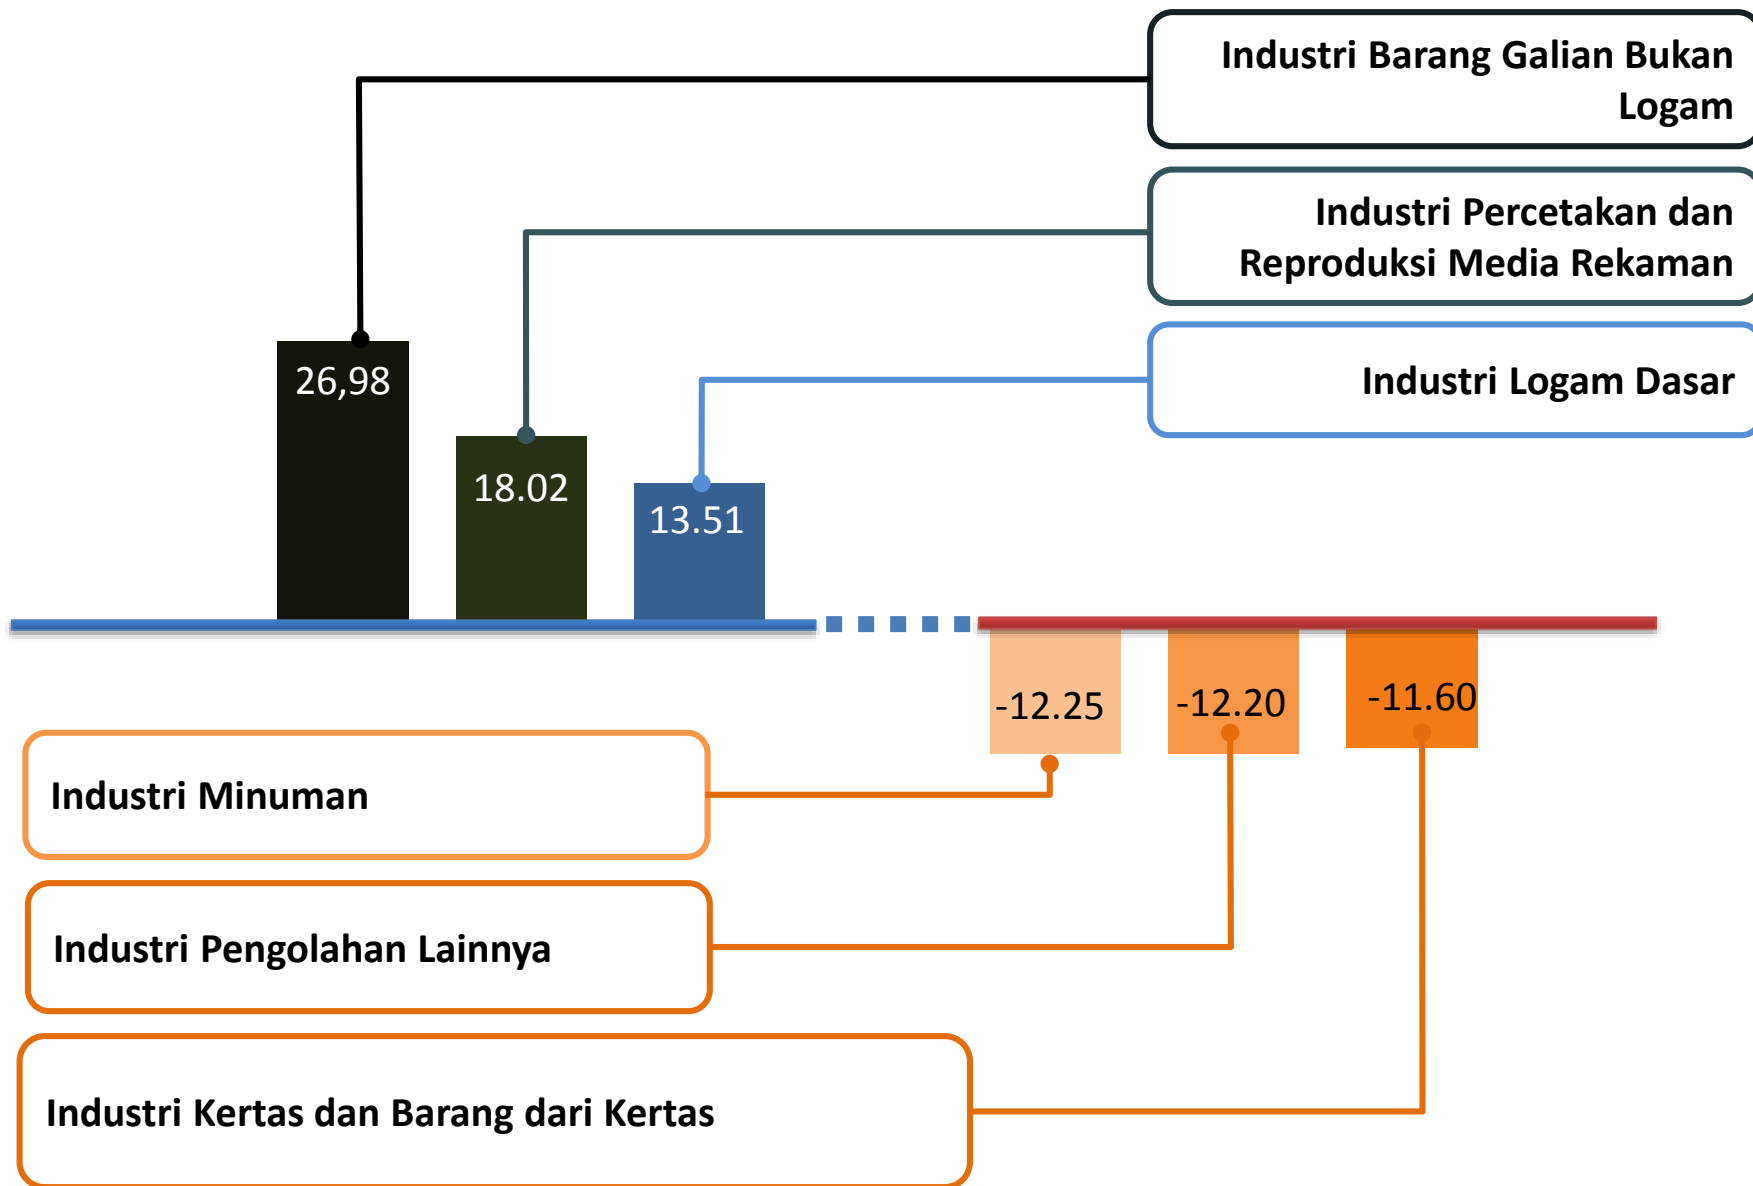 Industri Barang Galian Bukan
Logam
Industri Percetakan dan
Reproduksi Media Rekaman
Industri Logam Dasar
26,98
18.02
13.51
-12.25
-12.20
-11.60
Industri Minuman
Industri Pengolahan Lainnya
Industri Kertas dan Barang dari Kertas